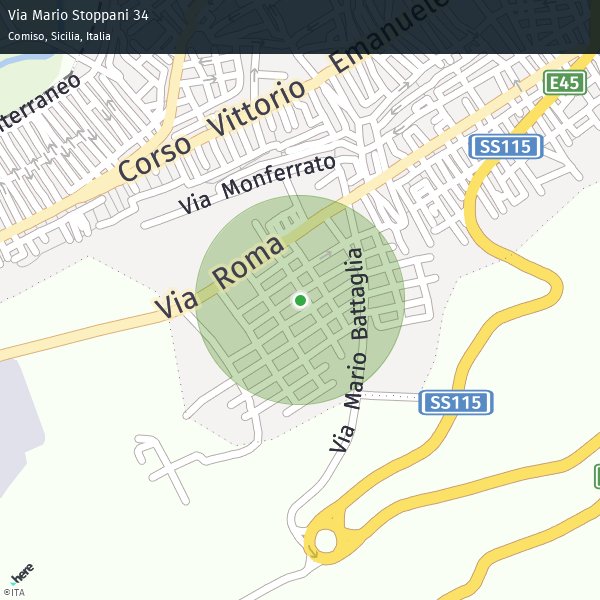 Via Mario Stoppani 34
Comiso, Sicilia, Italia
nterraneo
Corso Vittorio Emanuele
E45
SS115
Via Monferrato
Via Roma
Via Mario Battaglia
SS115
here
©ITA